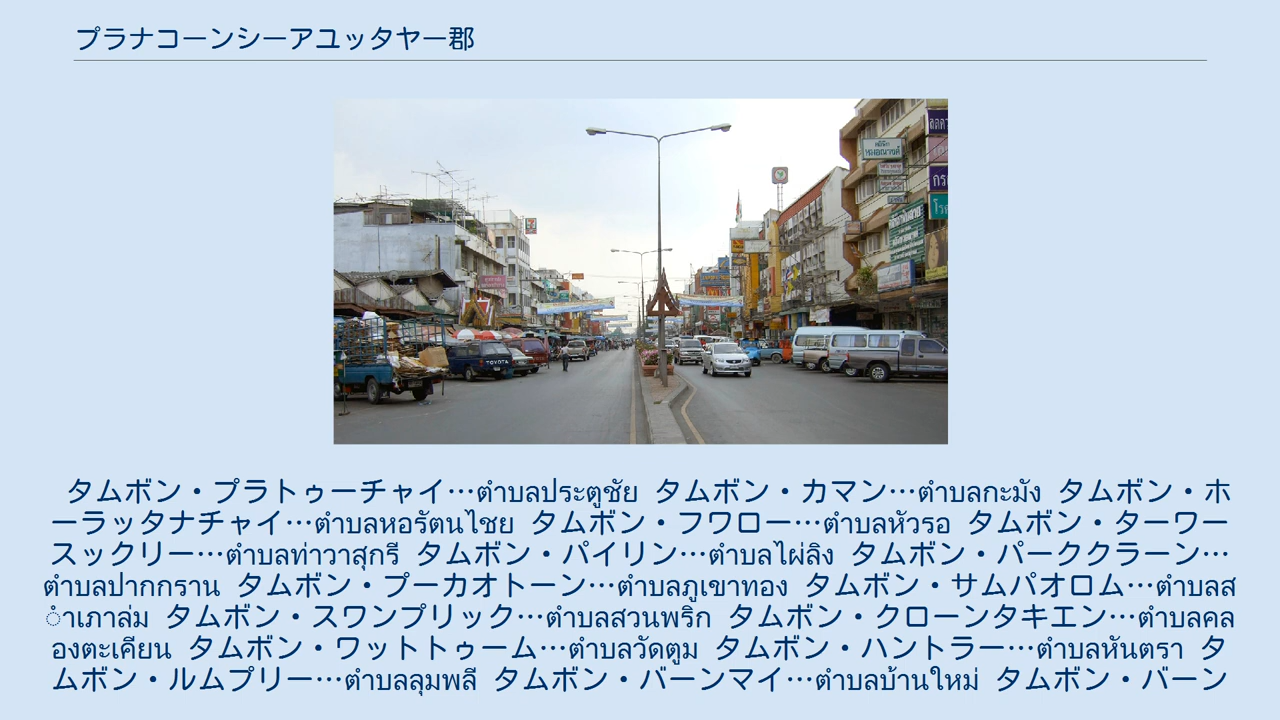 プラナコーンシーアユッタヤー郡
TOYOTA
タムボン・プラトゥーチャイ…ตำบลประตูชัย タムボン・カマン…ตำบลกะมัง タムボン・ホ
ーラッタナチャイ…ตำบลหอรัตนไชย タムボン・フワロー…ตำบลหัวรอ タムボン・ターワー
スックリー…ตำบลท่าวาสุกรี タムボン・パイリン…ตำบลไผ่ลิง タムボン・パーククラーン…
ตำบลปากกราน タムボン・プーカオトーン…ตำบลภูเขาทอง タムボン・サムパオロム…ตำบลส
ำเภาล่ม タムボン・スワンプリック…ตำบลสวนพริก タムボン・クローンタキエン…ตำบลคล
องตะเคียน タムボン・ワットトゥーム…ตำบลวัดตูม タムボン・ハントラー…ตำบลหันตรา タ
ムボン・ルムプリー…ตำบลลุมพลี タムボン・バーンマイ…ตำบลบ้านใหม่ タムボン・バーン